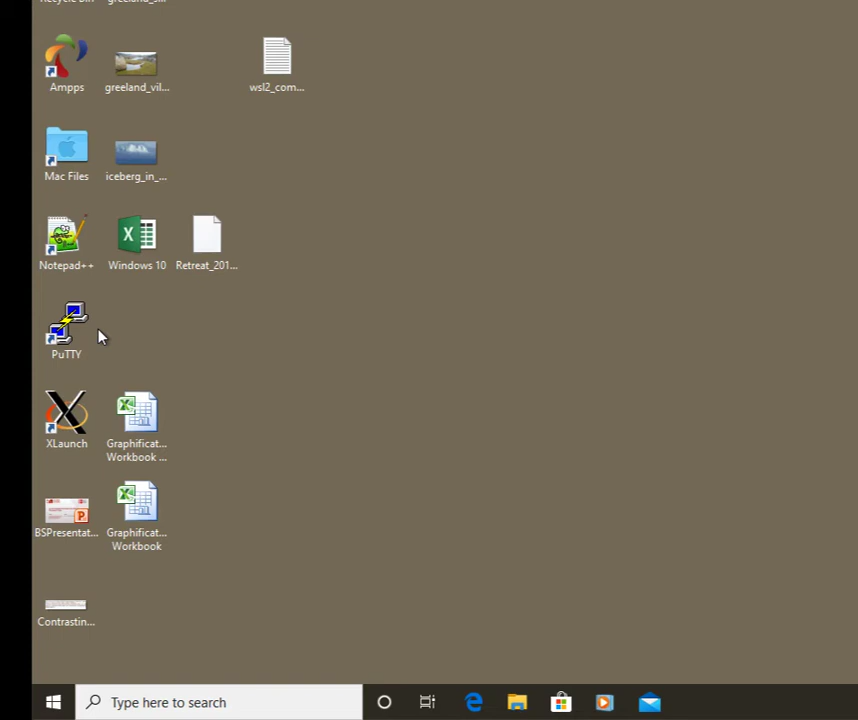 Recycle Bin
greeland_s...
Ampps
greeland_vil...
wsl2_com...
Mac Files
iceberg_in_...
Notepad++
Windows 10
Retreat_201...
PuTTY
XLaunch
Graphificat...
Workbook ...
BSPresentat...
Graphificat...
Workbook
Contrastin...
Type here to search